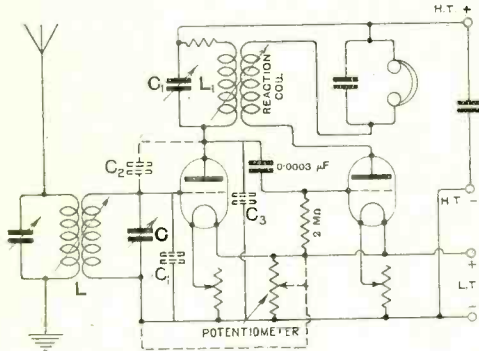 H.T. +
C₁
L₁
REACTION COIL
C₂
0·0003 µF
C₃
C
C₁
L
2 MΩ
H.T. -
+
L.T.
-
POTENTIOMETER